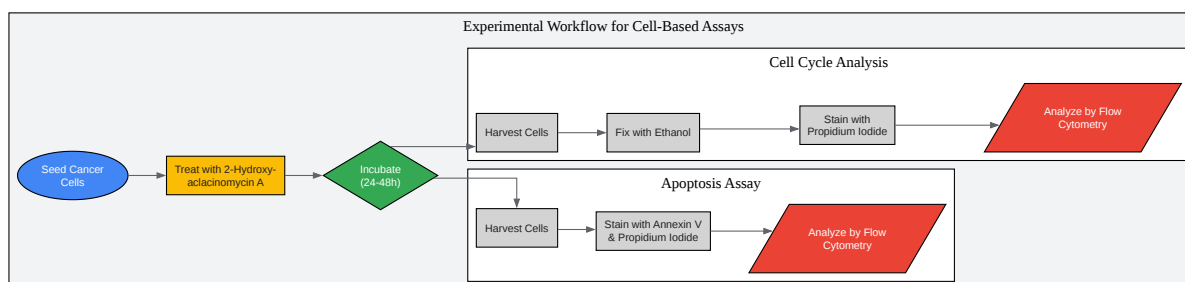 Experimental Workflow for Cell-Based Assays
Cell Cycle Analysis
Harvest Cells
Fix with Ethanol
Stain with
Propidium Iodide
Analyze by Flow
Cytometry
Seed Cancer
Cells
Treat with 2-Hydroxy-
aclacinomycin A
Incubate
(24-48h)
Apoptosis Assay
Harvest Cells
Stain with Annexin V
& Propidium Iodide
Analyze by Flow
Cytometry